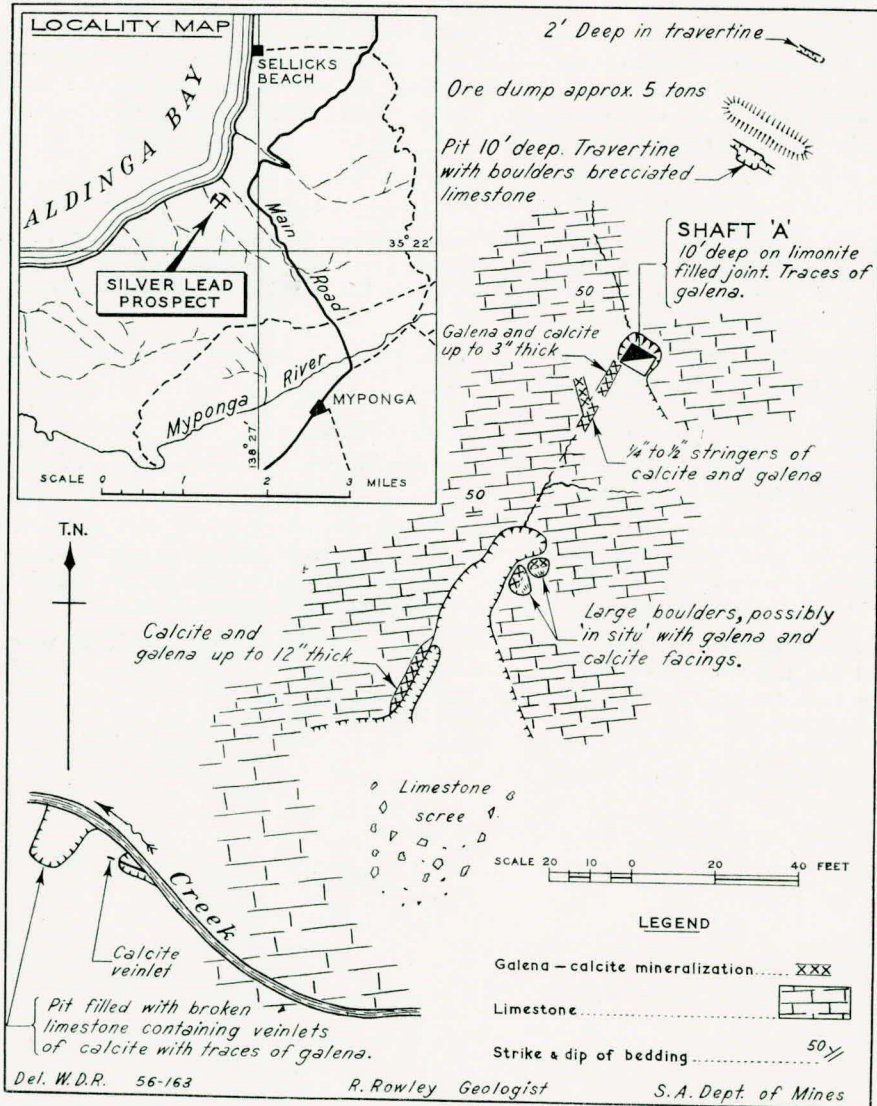 LOCALITY MAP
SELLICKS
BEACH
ALDINGA BAY
Main
Road
35° 22'
SILVER LEAD
PROSPECT
Myponga River
MYPONGA
138° 27'
SCALE 0 1 2 3 MILES
2' Deep in travertine
Ore dump approx. 5 tons
Pit 10' deep. Travertine
with boulders brecciated
limestone
SHAFT 'A'
10' deep on limonite
filled joint. Traces of
galena.
50
Galena and calcite
up to 3" thick
1/4" to 1/2" stringers of
calcite and galena
50
T.N.
Large boulders, possibly
'in situ' with galena and
calcite facings.
Calcite and
galena up to 12" thick
Limestone
scree
Creek
Calcite
veinlet
Pit filled with broken
limestone containing veinlets
of calcite with traces of galena.
SCALE 20 10 0 20 40 FEET
LEGEND
Galena - calcite mineralization ...... XXX
Limestone ......
Strike & dip of bedding ...... 50
Del. W.D.R. 56-163
R. Rowley Geologist
S.A. Dept. of Mines